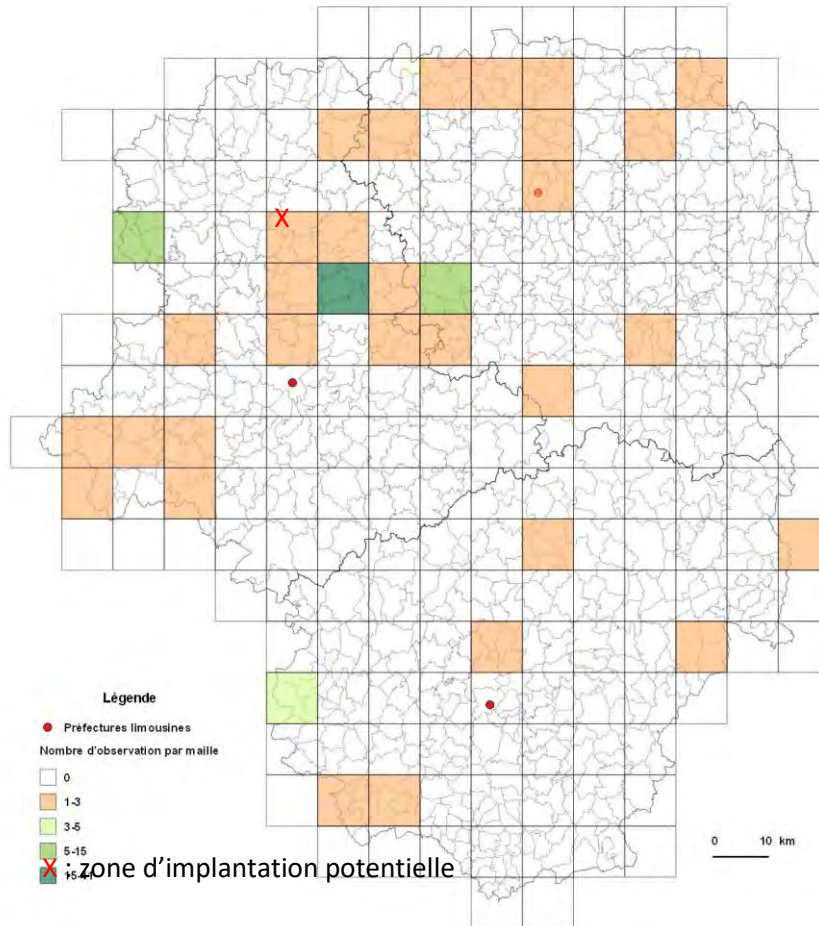 X
Légende
Préfectures limousines
Nombre d'observation par maille
0
1-3
3-5
5-15
X : zone d'implantation potentielle
0 10 km